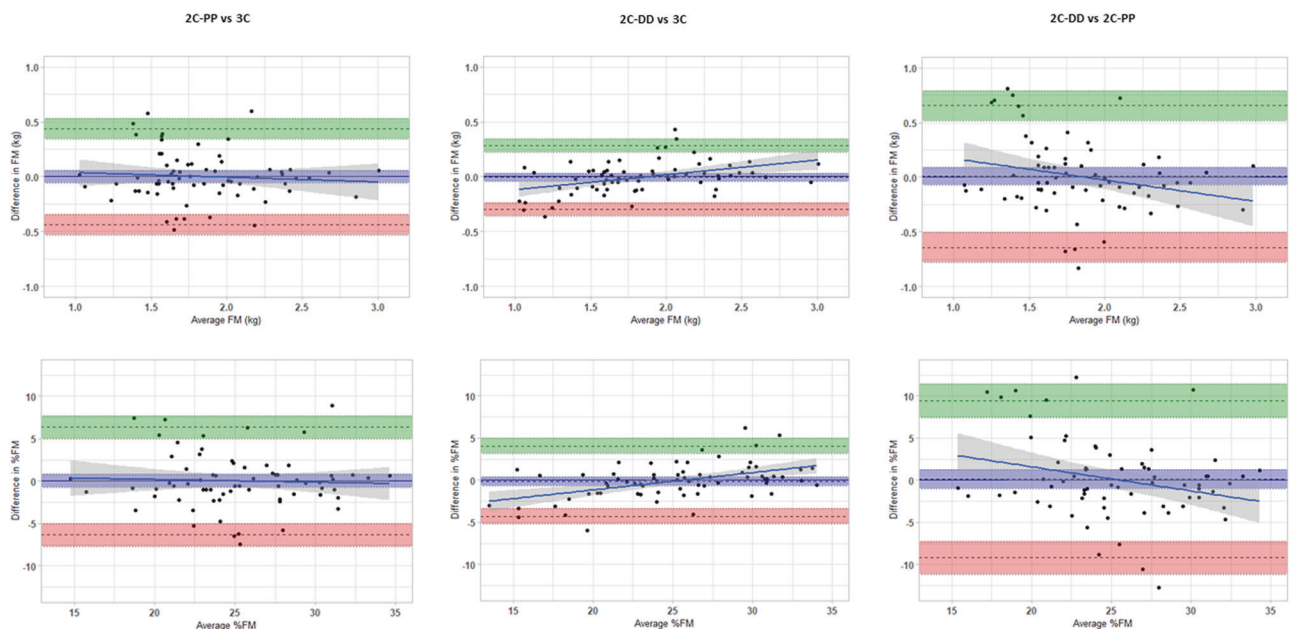 2C-PP vs 3C
2C-DD vs 3C
2C-DD vs 2C-PP
Difference in FM (kg)
1.0
0.5
0.0
-0.5
-1.0
1.0 1.5 2.0 2.5 3.0
Average FM (kg)
Difference in FM (kg)
1.0
0.5
0.0
-0.5
-1.0
1.0 1.5 2.0 2.5 3.0
Average FM (kg)
Difference in FM (kg)
1.0
0.5
0.0
-0.5
-1.0
1.0 1.5 2.0 2.5 3.0
Average FM (kg)
Difference in %FM
10
5
0
-5
-10
15 20 25 30 35
Average %FM
Difference in %FM
10
5
0
-5
-10
15 20 25 30 35
Average %FM
Difference in %FM
10
5
0
-5
-10
15 20 25 30 35
Average %FM